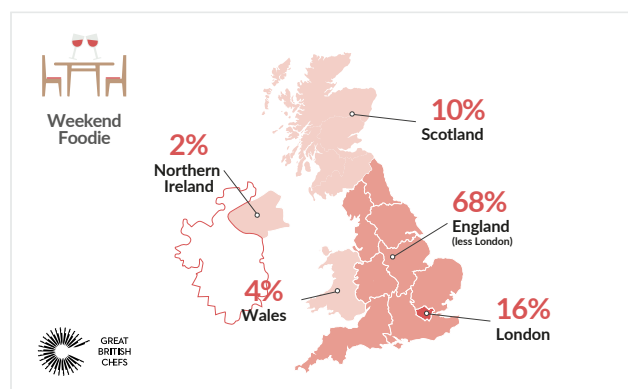 Weekend
Foodie
10%
Scotland
2%
Northern
Ireland
68%
England
(less London)
4%
Wales
16%
London
GREAT
BRITISH
CHEFS